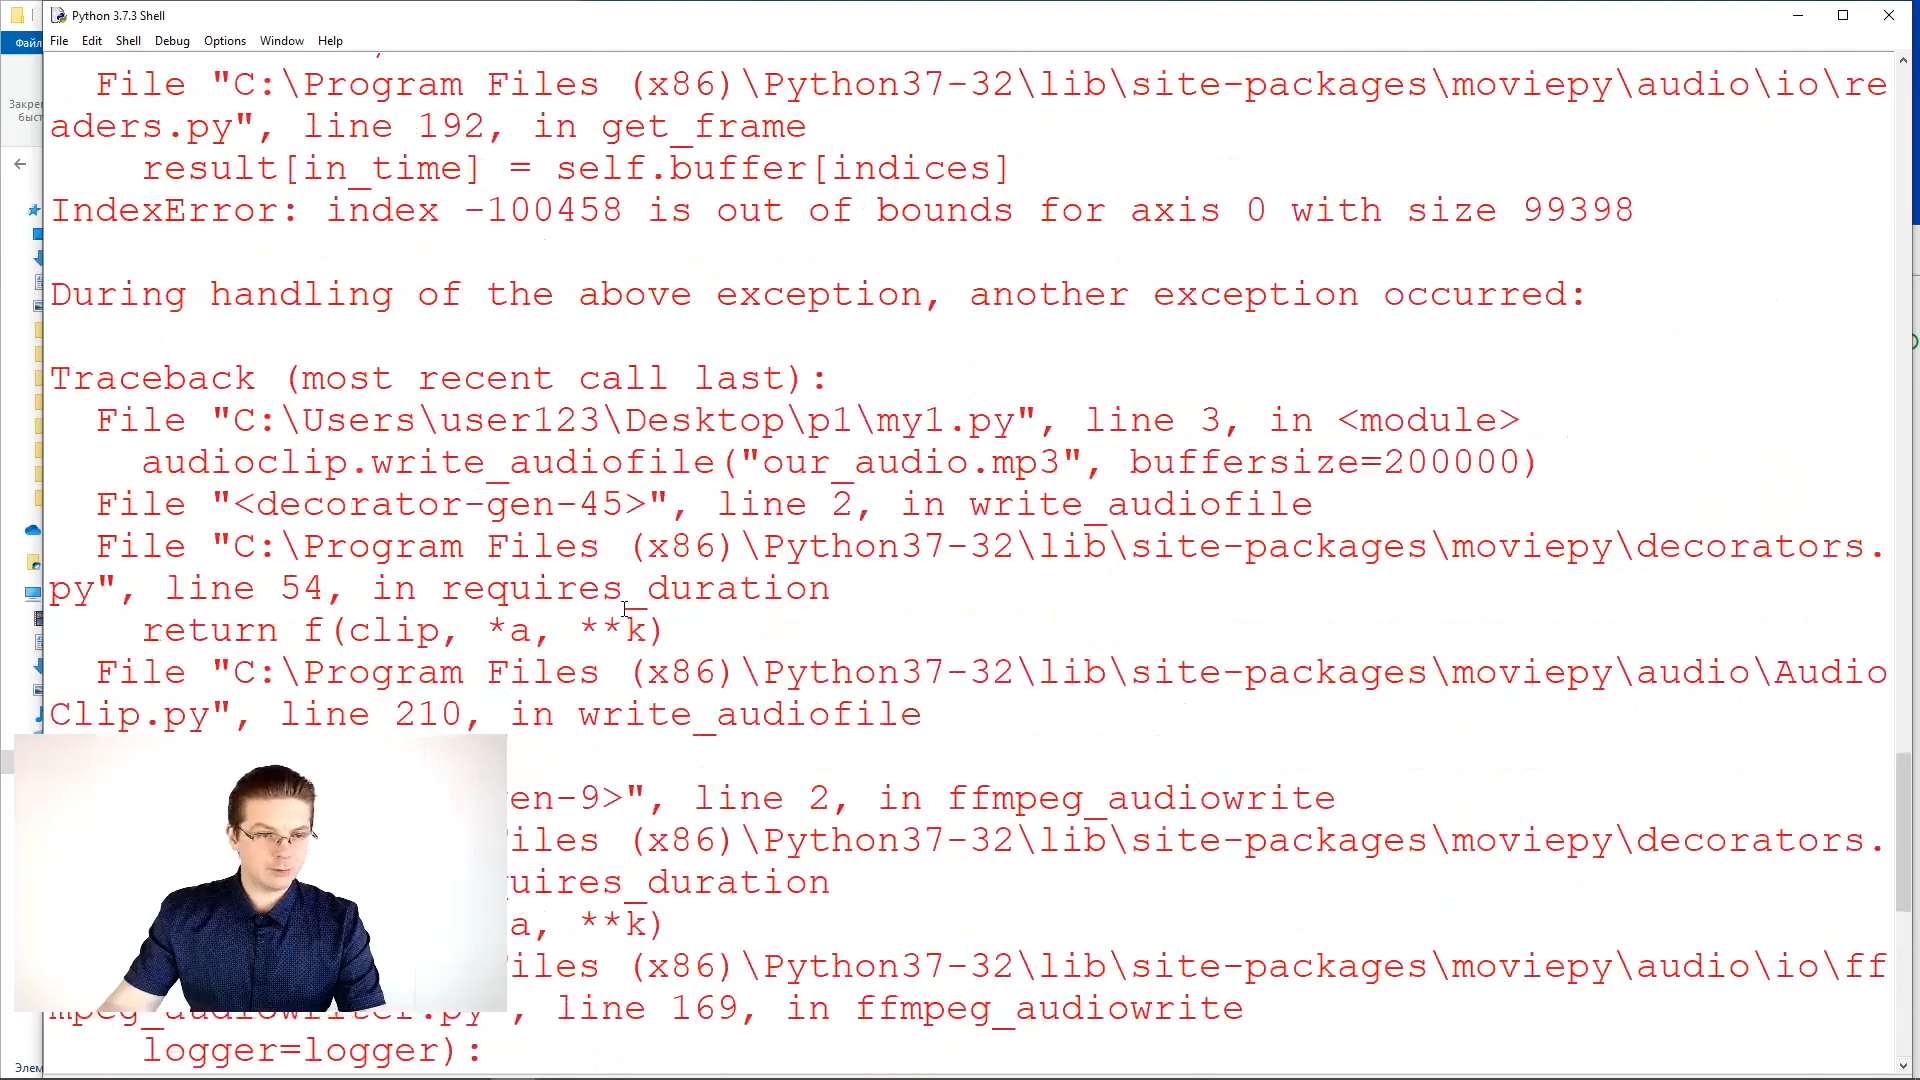 Python 3.7.3 Shell
File Edit Shell Debug Options Window Help
Файл
Закреп
быст
File "C:\Program Files (x86)\Python37-32\lib\site-packages\moviepy\audio\io\re
aders.py", line 192, in get_frame
result[in_time] = self.buffer[indices]
IndexError: index -100458 is out of bounds for axis 0 with size 99398
During handling of the above exception, another exception occurred:
Traceback (most recent call last):
File "C:\Users\user123\Desktop\p1\my1.py", line 3, in <module>
audioclip.write_audiofile("our_audio.mp3", buffersize=200000)
File "<decorator-gen-45>", line 2, in write_audiofile
File "C:\Program Files (x86)\Python37-32\lib\site-packages\moviepy\decorators.
py", line 54, in requires_duration
return f(clip, *a, **k)
File "C:\Program Files (x86)\Python37-32\lib\site-packages\moviepy\audio\Audio
Clip.py", line 210, in write_audiofile
en-9>", line 2, in ffmpeg_audiowrite
iles (x86)\Python37-32\lib\site-packages\moviepy\decorators.
uires_duration
a, **k)
iles (x86)\Python37-32\lib\site-packages\moviepy\audio\io\ff
mpeg_audiowriter.py", line 169, in ffmpeg_audiowrite
logger=logger):
Элем